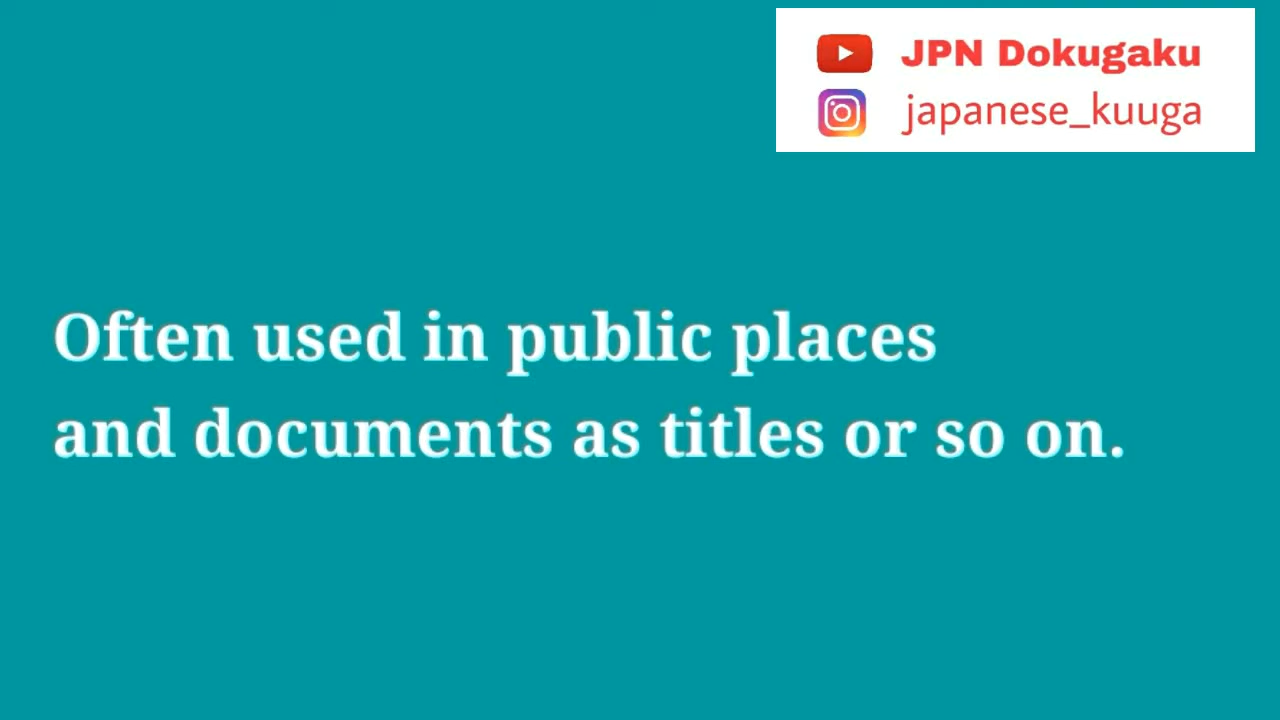 JPN Dokugaku
japanese_kuuga
Often used in public places
and documents as titles or so on.